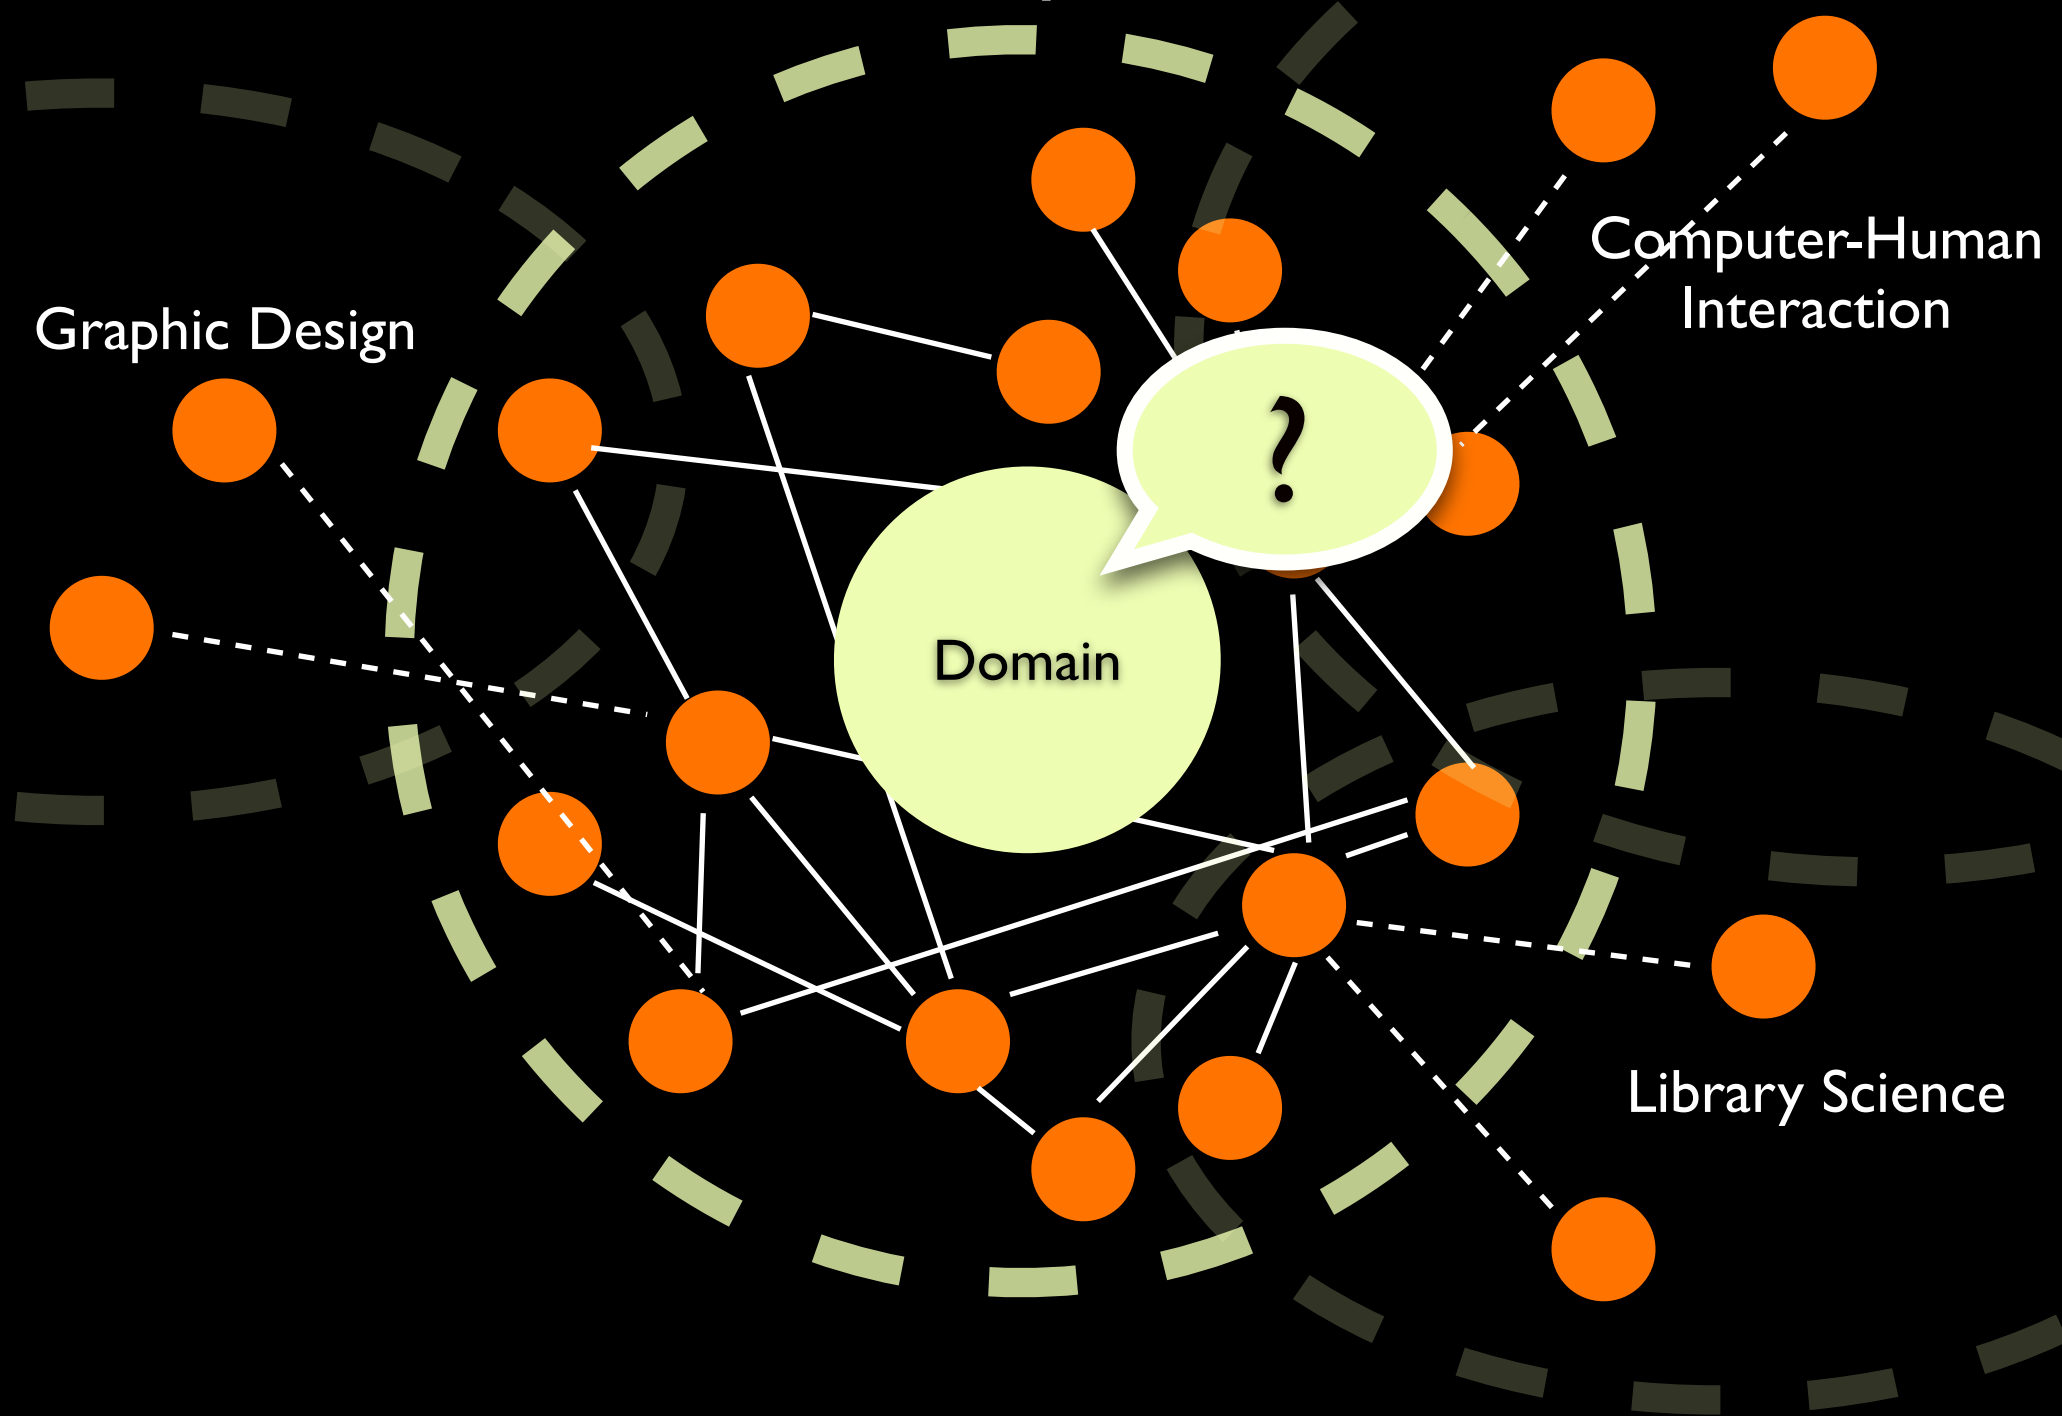 Computer-Human
Interaction
Graphic Design
?
Domain
Library Science